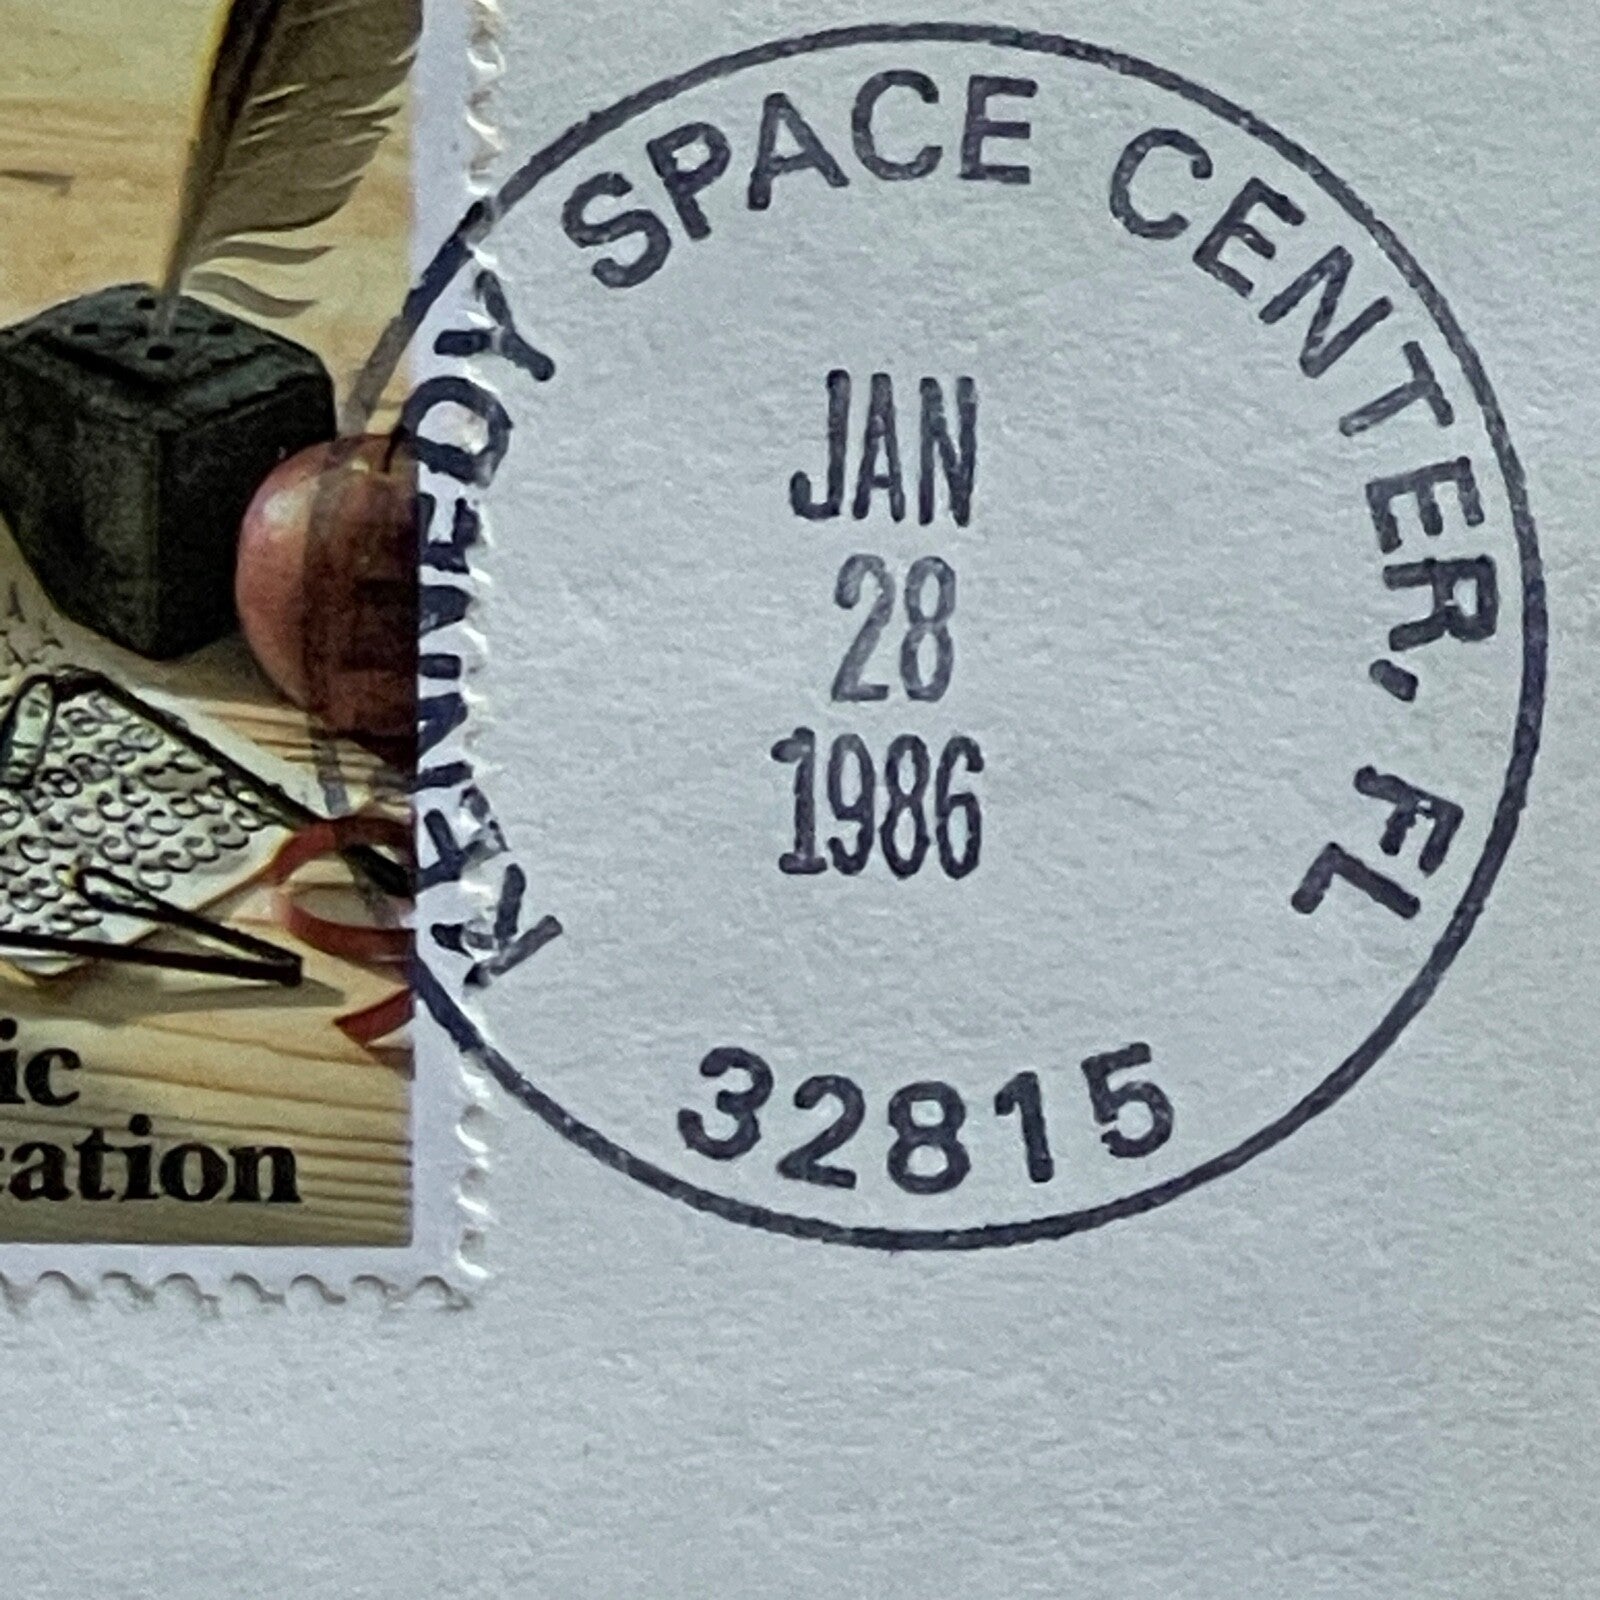 KENNEDY SPACE CENTER, FL
JAN
28
1986
32815
ic
cation